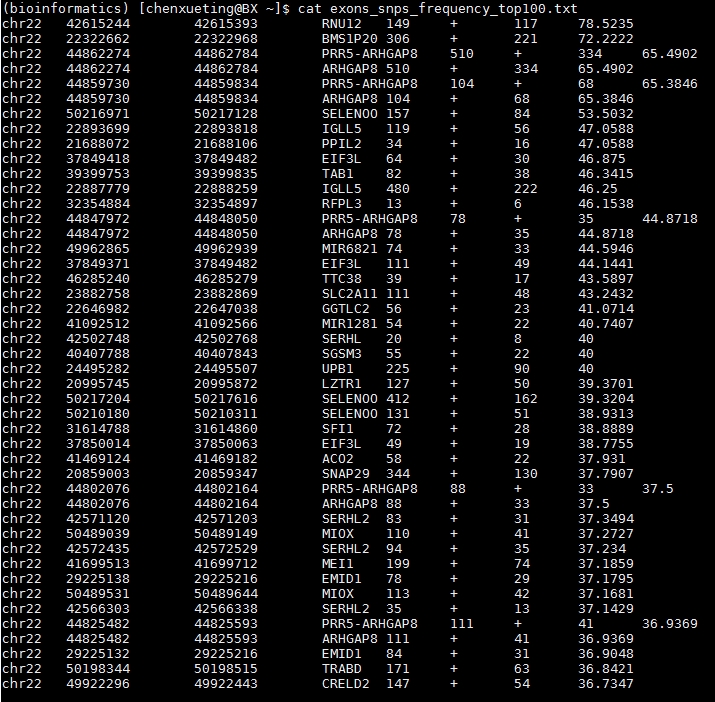 (bioinformatics) [chenxueting@BX ~]$ cat exons_snps_frequency_top100.txt
chr22 42615244 42615393 RNU12 149 + 117 78.5235
chr22 22322662 22322968 BMS1P20 306 + 221 72.2222
chr22 44862274 44862784 PRR5-ARHGAP8 510 + 334 65.4902
chr22 44862274 44862784 ARHGAP8 510 + 334 65.4902
chr22 44859730 44859834 PRR5-ARHGAP8 104 + 68 65.3846
chr22 44859730 44859834 ARHGAP8 104 + 68 65.3846
chr22 50216971 50217128 SELENOO 157 + 84 53.5032
chr22 22893699 22893818 IGLL5 119 + 56 47.0588
chr22 21688072 21688106 PPIL2 34 + 16 47.0588
chr22 37849418 37849482 EIF3L 64 + 30 46.875
chr22 39399753 39399835 TAB1 82 + 38 46.3415
chr22 22887779 22888259 IGLL5 480 + 222 46.25
chr22 32354884 32354897 RFPL3 13 + 6 46.1538
chr22 44847972 44848050 PRR5-ARHGAP8 78 + 35 44.8718
chr22 44847972 44848050 ARHGAP8 78 + 35 44.8718
chr22 49962865 49962939 MIR6821 74 + 33 44.5946
chr22 37849371 37849482 EIF3L 111 + 49 44.1441
chr22 46285240 46285279 TTC38 39 + 17 43.5897
chr22 23882758 23882869 SLC2A11 111 + 48 43.2432
chr22 22646982 22647038 GGTLC2 56 + 23 41.0714
chr22 41092512 41092566 MIR1281 54 + 22 40.7407
chr22 42502748 42502768 SERHL 20 + 8 40
chr22 40407788 40407843 SGSM3 55 + 22 40
chr22 24495282 24495507 UPB1 225 + 90 40
chr22 20995745 20995872 LZTR1 127 + 50 39.3701
chr22 50217204 50217616 SELENOO 412 + 162 39.3204
chr22 50210180 50210311 SELENOO 131 + 51 38.9313
chr22 31614788 31614860 SFI1 72 + 28 38.8889
chr22 37850014 37850063 EIF3L 49 + 19 38.7755
chr22 41469124 41469182 ACO2 58 + 22 37.931
chr22 20859003 20859347 SNAP29 344 + 130 37.7907
chr22 44802076 44802164 PRR5-ARHGAP8 88 + 33 37.5
chr22 44802076 44802164 ARHGAP8 88 + 33 37.5
chr22 42571120 42571203 SERHL2 83 + 31 37.3494
chr22 50489039 50489149 MIOX 110 + 41 37.2727
chr22 42572435 42572529 SERHL2 94 + 35 37.234
chr22 41699513 41699712 MEI1 199 + 74 37.1859
chr22 29225138 29225216 EMID1 78 + 29 37.1795
chr22 50489531 50489644 MIOX 113 + 42 37.1681
chr22 42566303 42566338 SERHL2 35 + 13 37.1429
chr22 44825482 44825593 PRR5-ARHGAP8 111 + 41 36.9369
chr22 44825482 44825593 ARHGAP8 111 + 41 36.9369
chr22 29225132 29225216 EMID1 84 + 31 36.9048
chr22 50198344 50198515 TRABD 171 + 63 36.8421
chr22 49922296 49922443 CRELD2 147 + 54 36.7347